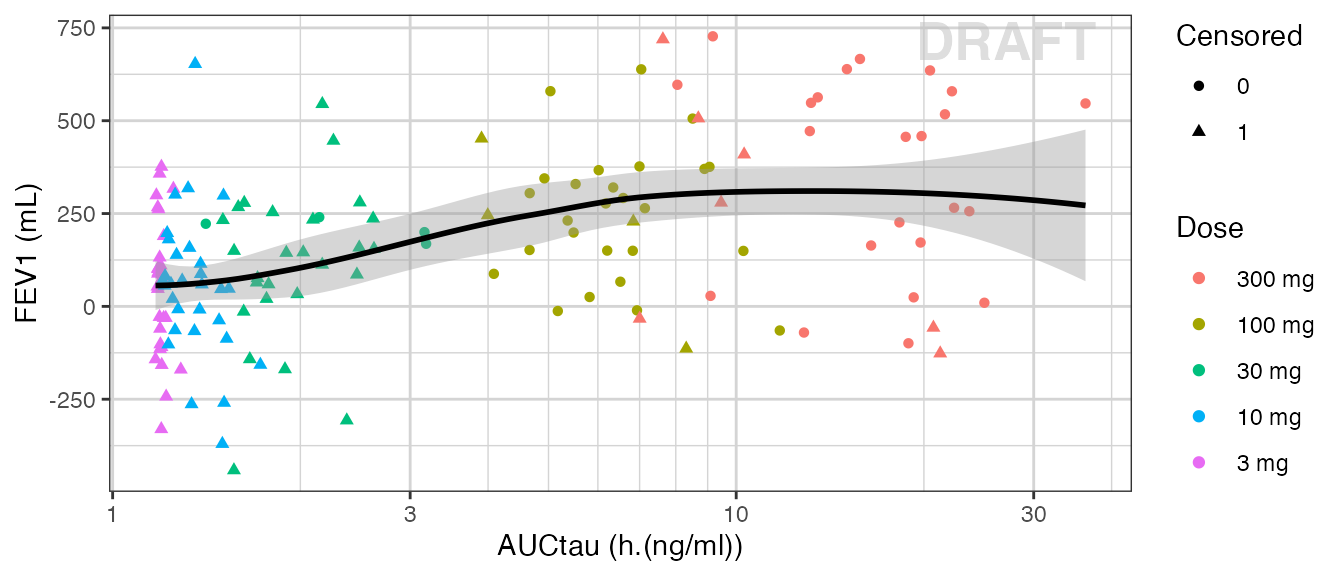 DRAFT
750
500
250
0
-250
FEV1 (mL)
1
3
10
30
AUCtau (h.(ng/ml))
Censored
0
1
Dose
300 mg
100 mg
30 mg
10 mg
3 mg